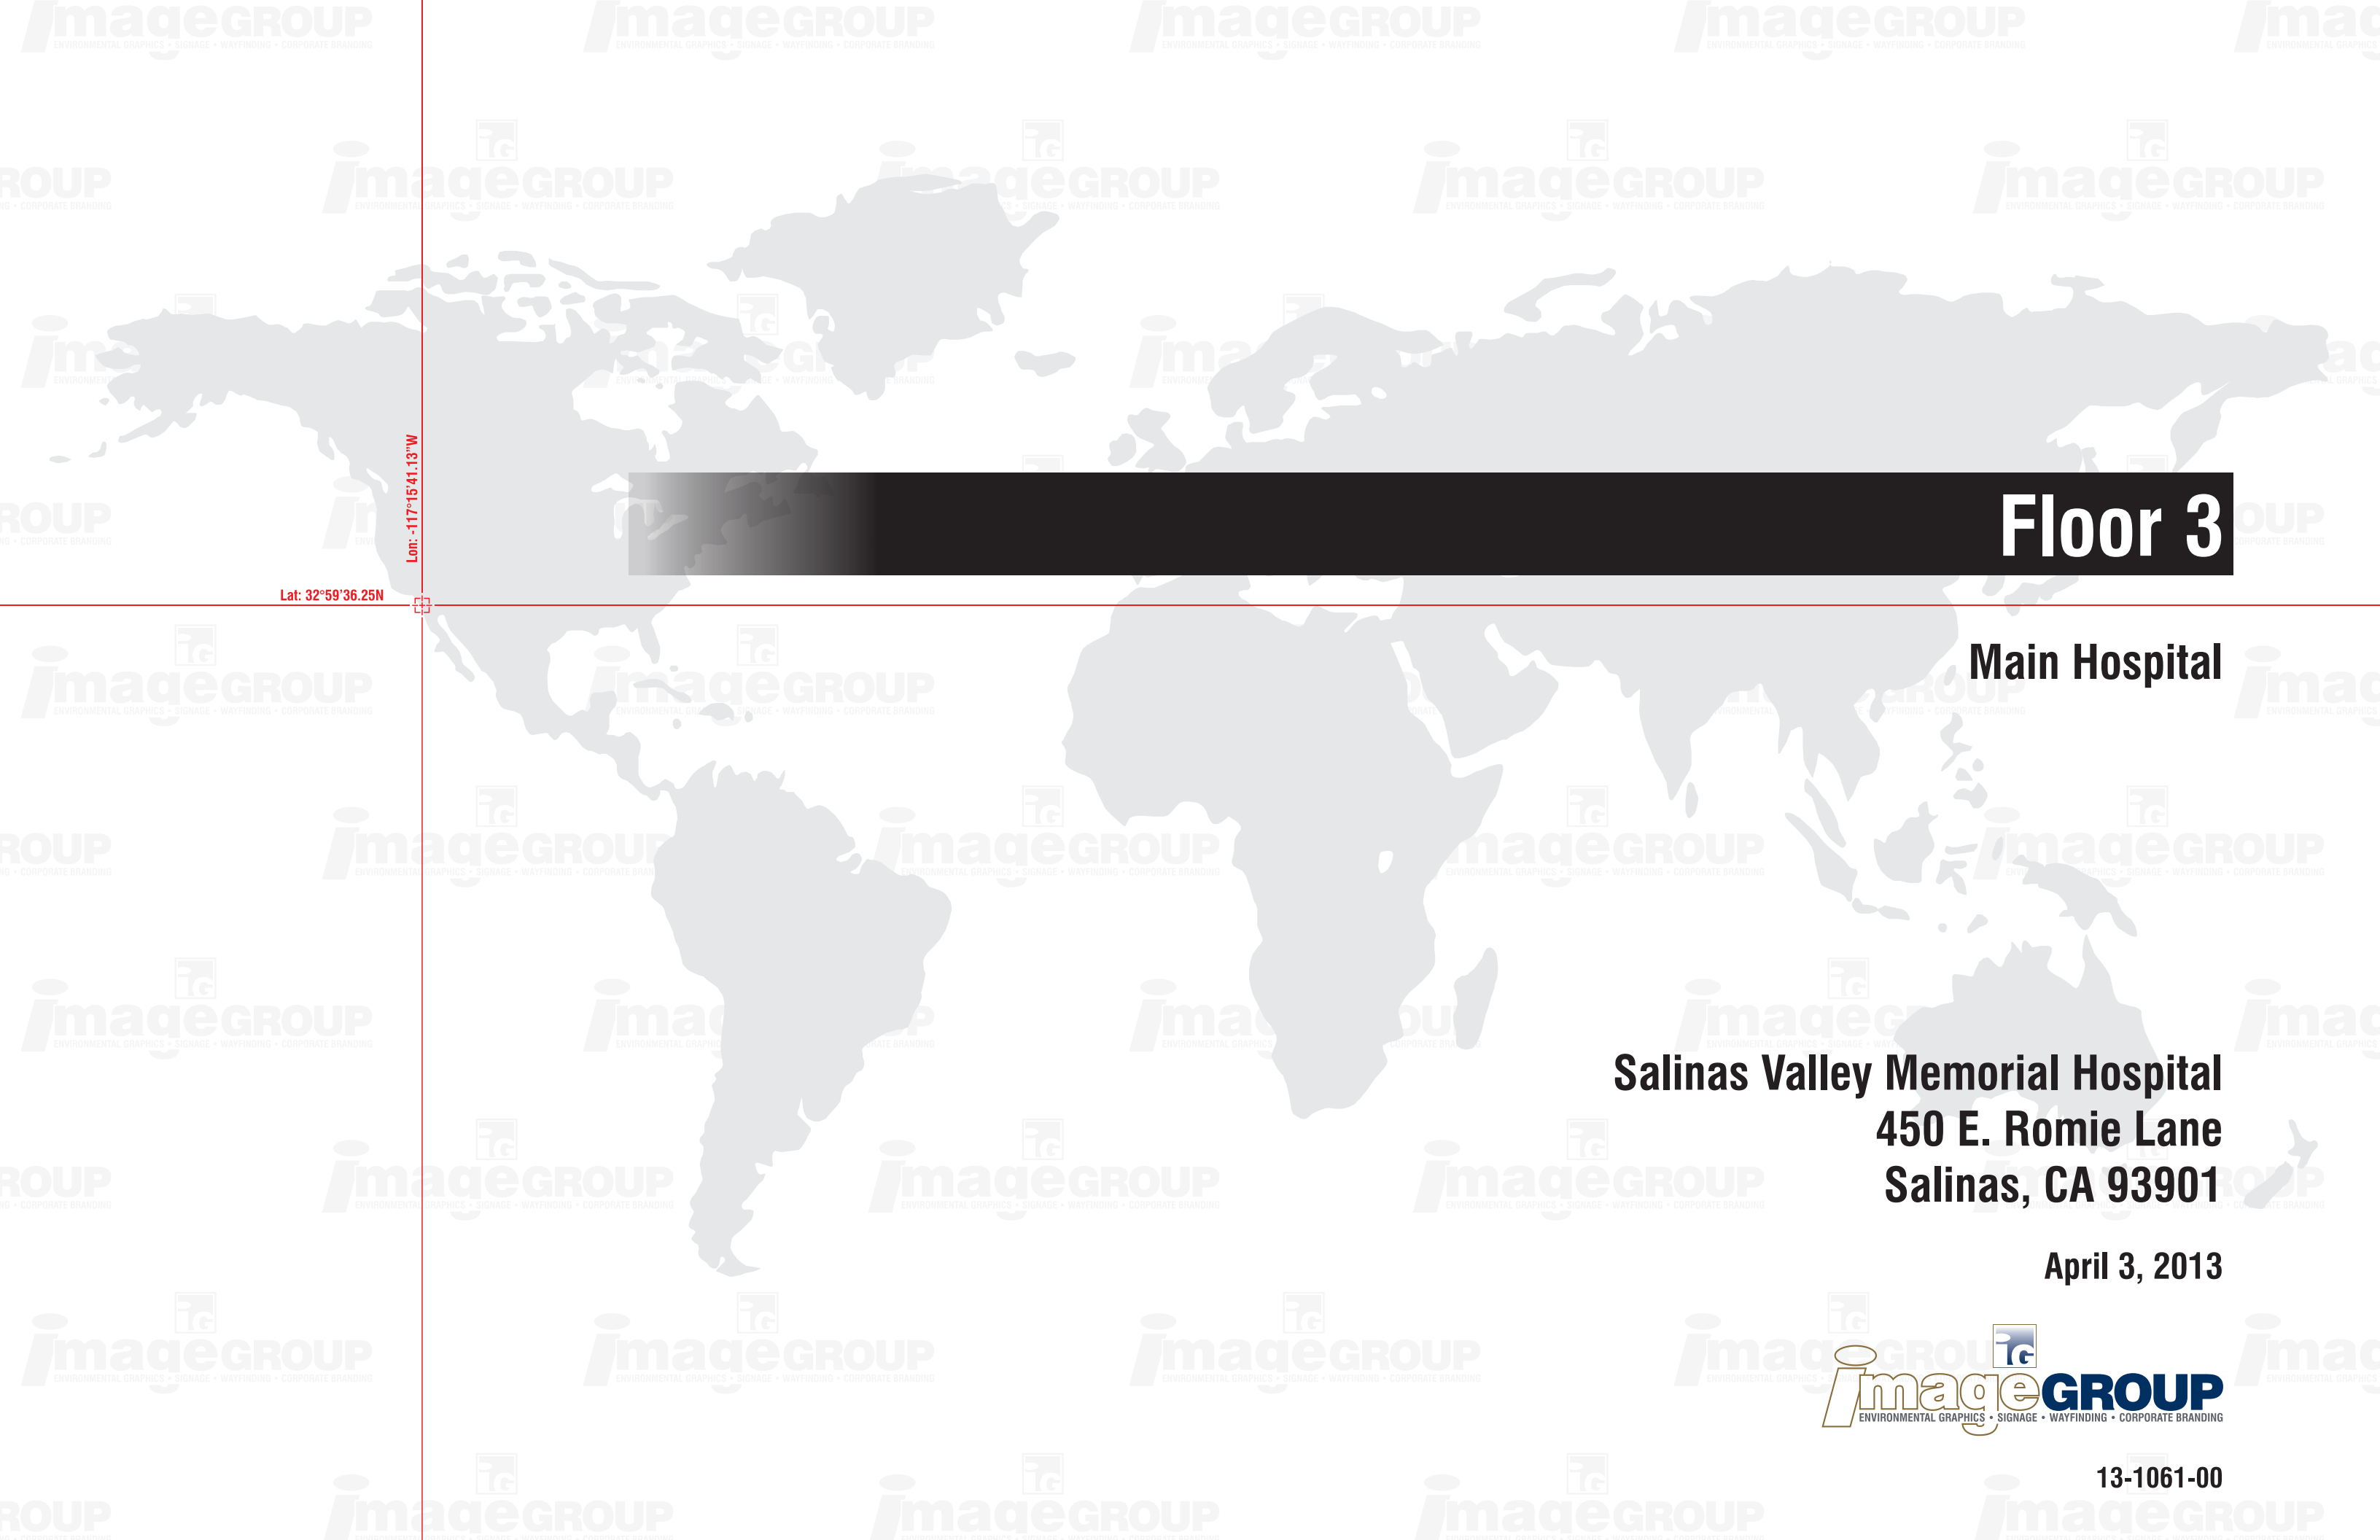 Lon: -117°15'41.13"W
Floor 3
Lat: 32°59'36.25N
Main Hospital
Salinas Valley Memorial Hospital
450 E. Romie Lane
Salinas, CA 93901
April 3, 2013
iG
imageGROUP
ENVIRONMENTAL GRAPHICS • SIGNAGE • WAYFINDING • CORPORATE BRANDING
13-1061-00